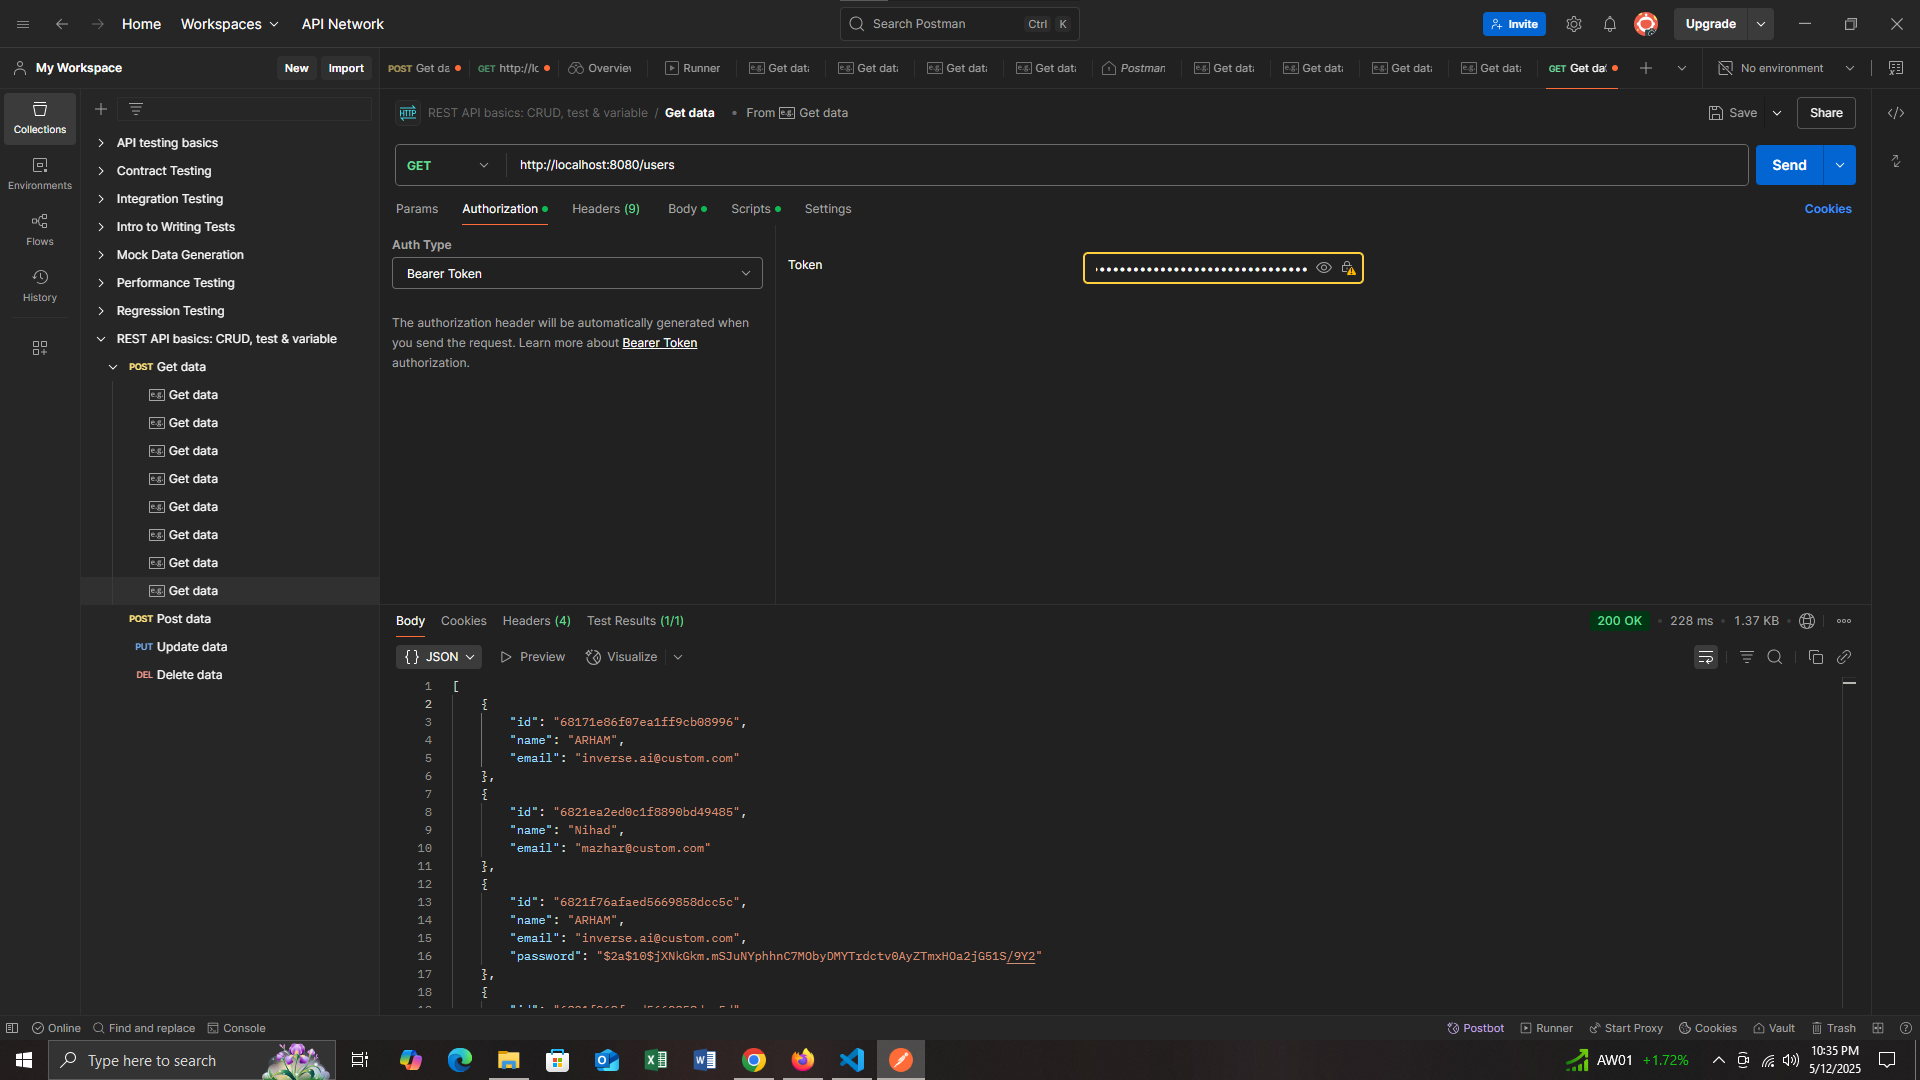 Home Workspaces API Network Search Postman Ctrl K Invite Upgrade
My Workspace New Import
POST Get da GET http://lc Overview Runner Get dat Get dat Get dat Get dat Postman Get dat Get dat Get dat Get dat GET Get da No environment
Collections
Environments
Flows
History
API testing basics
Contract Testing
Integration Testing
Intro to Writing Tests
Mock Data Generation
Performance Testing
Regression Testing
REST API basics: CRUD, test & variable
POST Get data
e.g. Get data
e.g. Get data
e.g. Get data
e.g. Get data
e.g. Get data
e.g. Get data
e.g. Get data
e.g. Get data
POST Post data
PUT Update data
DEL Delete data
HTTP REST API basics: CRUD, test & variable / Get data • From e.g. Get data Save Share
GET http://localhost:8080/users Send
Params Authorization Headers (9) Body Scripts Settings Cookies
Auth Type
Bearer Token
The authorization header will be automatically generated when
you send the request. Learn more about Bearer Token
authorization.
Token
Body Cookies Headers (4) Test Results (1/1) 200 OK • 228 ms • 1.37 KB
{} JSON Preview Visualize
1 [
2 {
3 "id": "68171e86f07ea1ff9cb08996",
4 "name": "ARHAM",
5 "email": "inverse.ai@custom.com"
6 },
7 {
8 "id": "6821ea2ed0c1f8890bd49485",
9 "name": "Nihad",
10 "email": "mazhar@custom.com"
11 },
12 {
13 "id": "6821f76afaed5669858dcc5c",
14 "name": "ARHAM",
15 "email": "inverse.ai@custom.com",
16 "password": "$2a$10$jXNkGkm.mSJuNYphhnC7MObyDMYTrdctv0AyZTmxHOa2jG51S/9Y2"
17 },
18 {
Online Find and replace Console Postbot Runner Start Proxy Cookies Vault Trash
Type here to search AW01 +1.72% 10:35 PM
5/12/2025